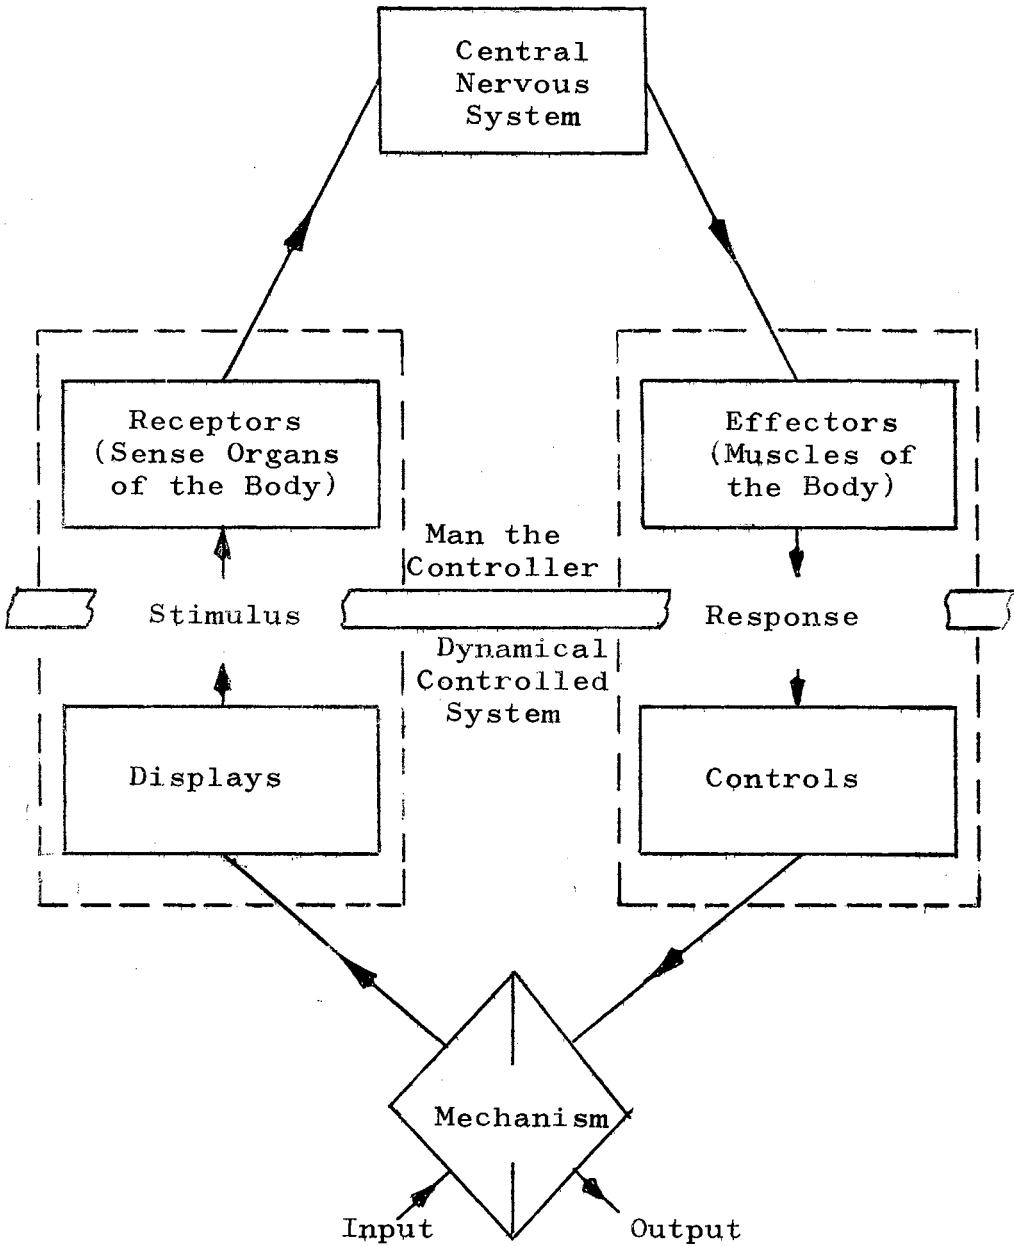 Central
Nervous
System
Receptors
(Sense Organs
of the Body)
Effectors
(Muscles of
the Body)
Man the
Controller
Stimulus
Response
Dynamical
Controlled
System
Displays
Controls
Mechanism
Input
Output